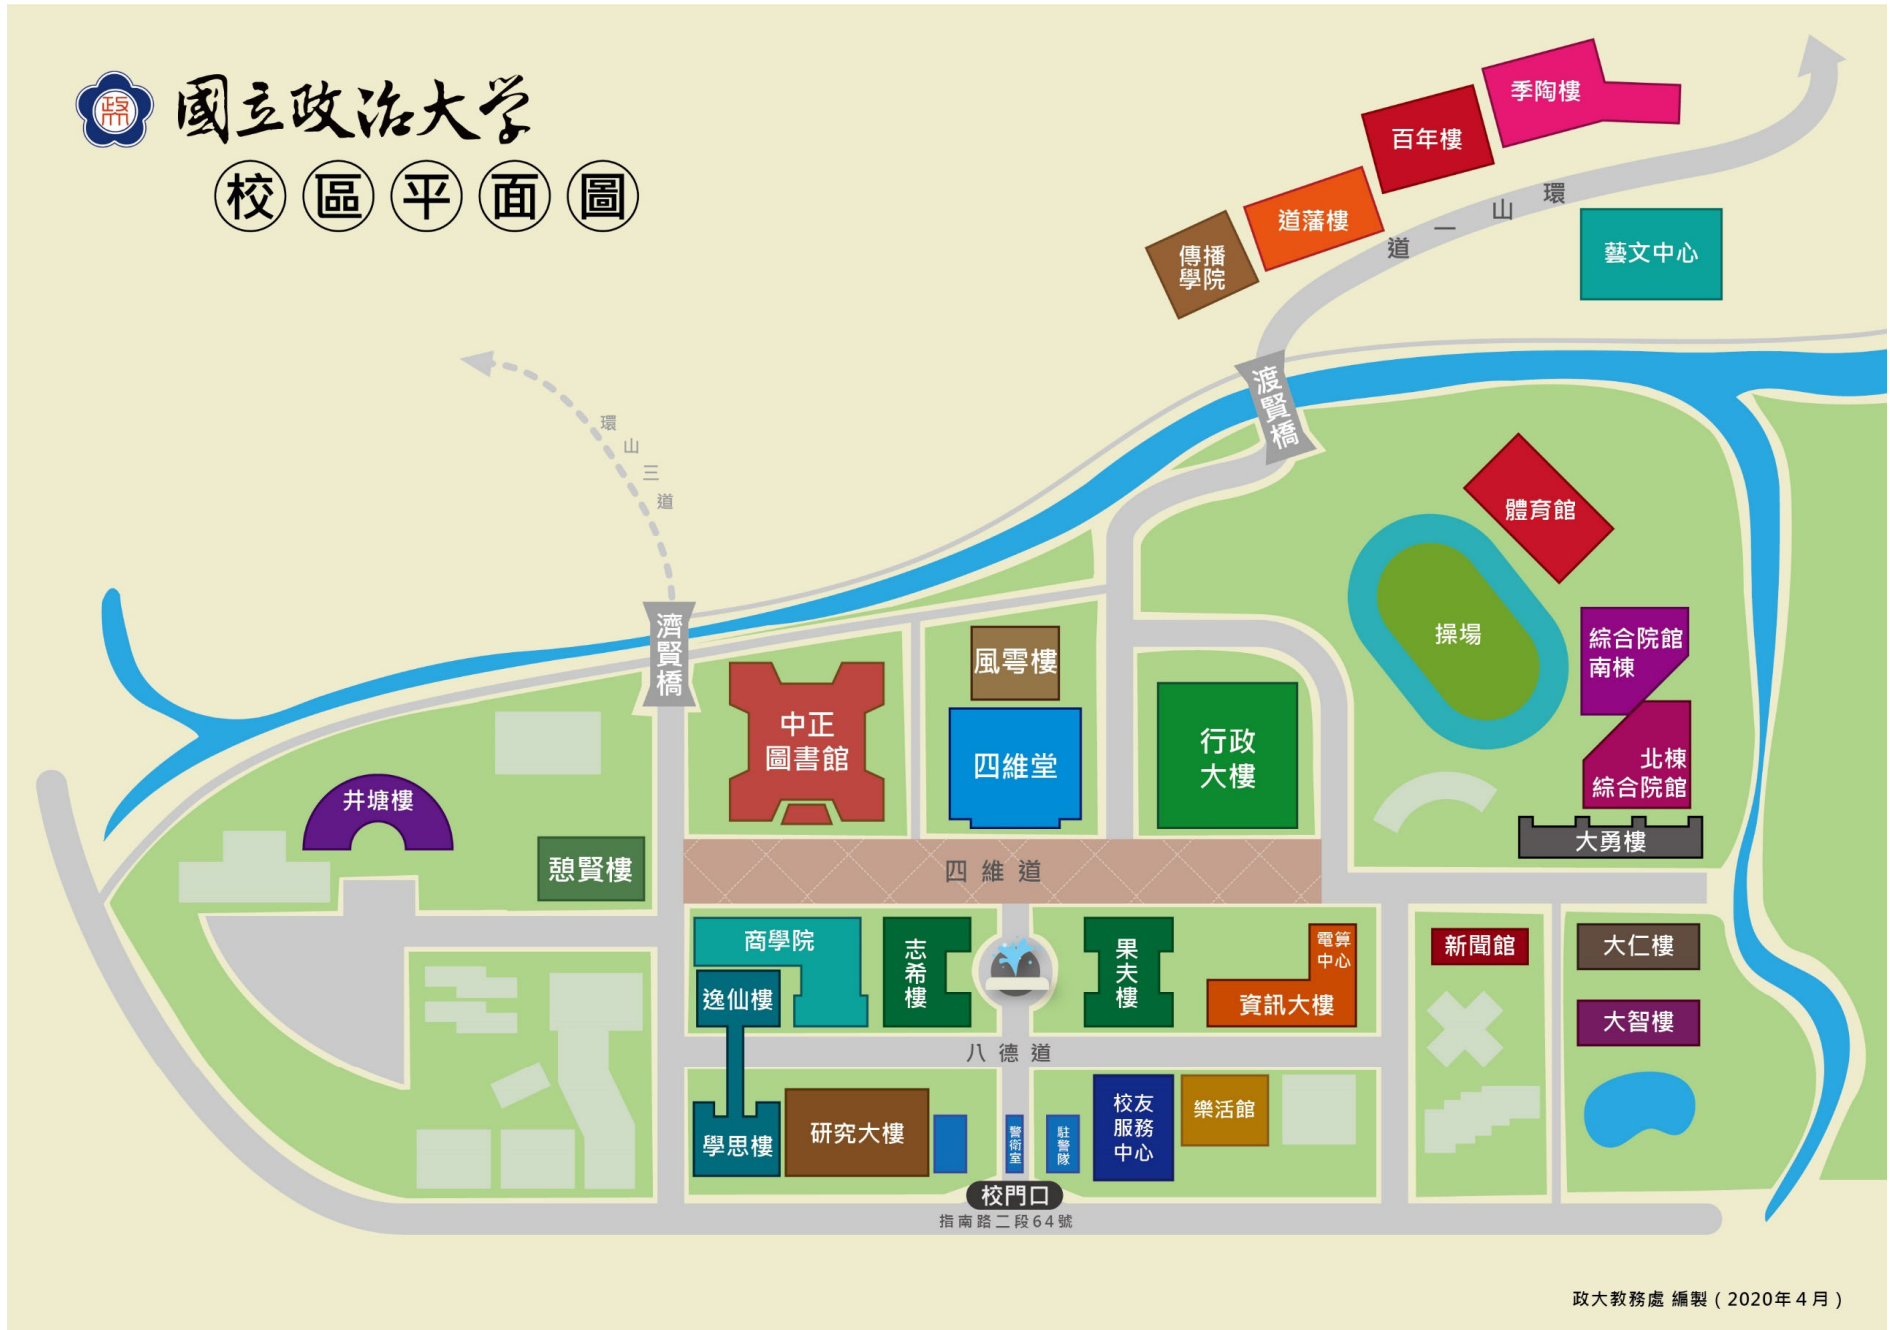 政大
國立政治大学
校區平面圖
季陶樓
百年樓
道藩樓
傳播
學院
環山一道
藝文中心
渡賢橋
環山三道
體育館
操場
濟賢橋
綜合院館
南棟
北棟
綜合院館
大勇樓
風雩樓
中正
圖書館
四維堂
行政
大樓
井塘樓
憩賢樓
四維道
商學院
志希樓
果夫樓
電算
中心
資訊大樓
新聞館
大仁樓
逸仙樓
大智樓
八德道
學思樓
研究大樓
警衛室
駐警隊
校友
服務
中心
樂活館
校門口
指南路二段64號
政大教務處 編製 ( 2020年4月 )